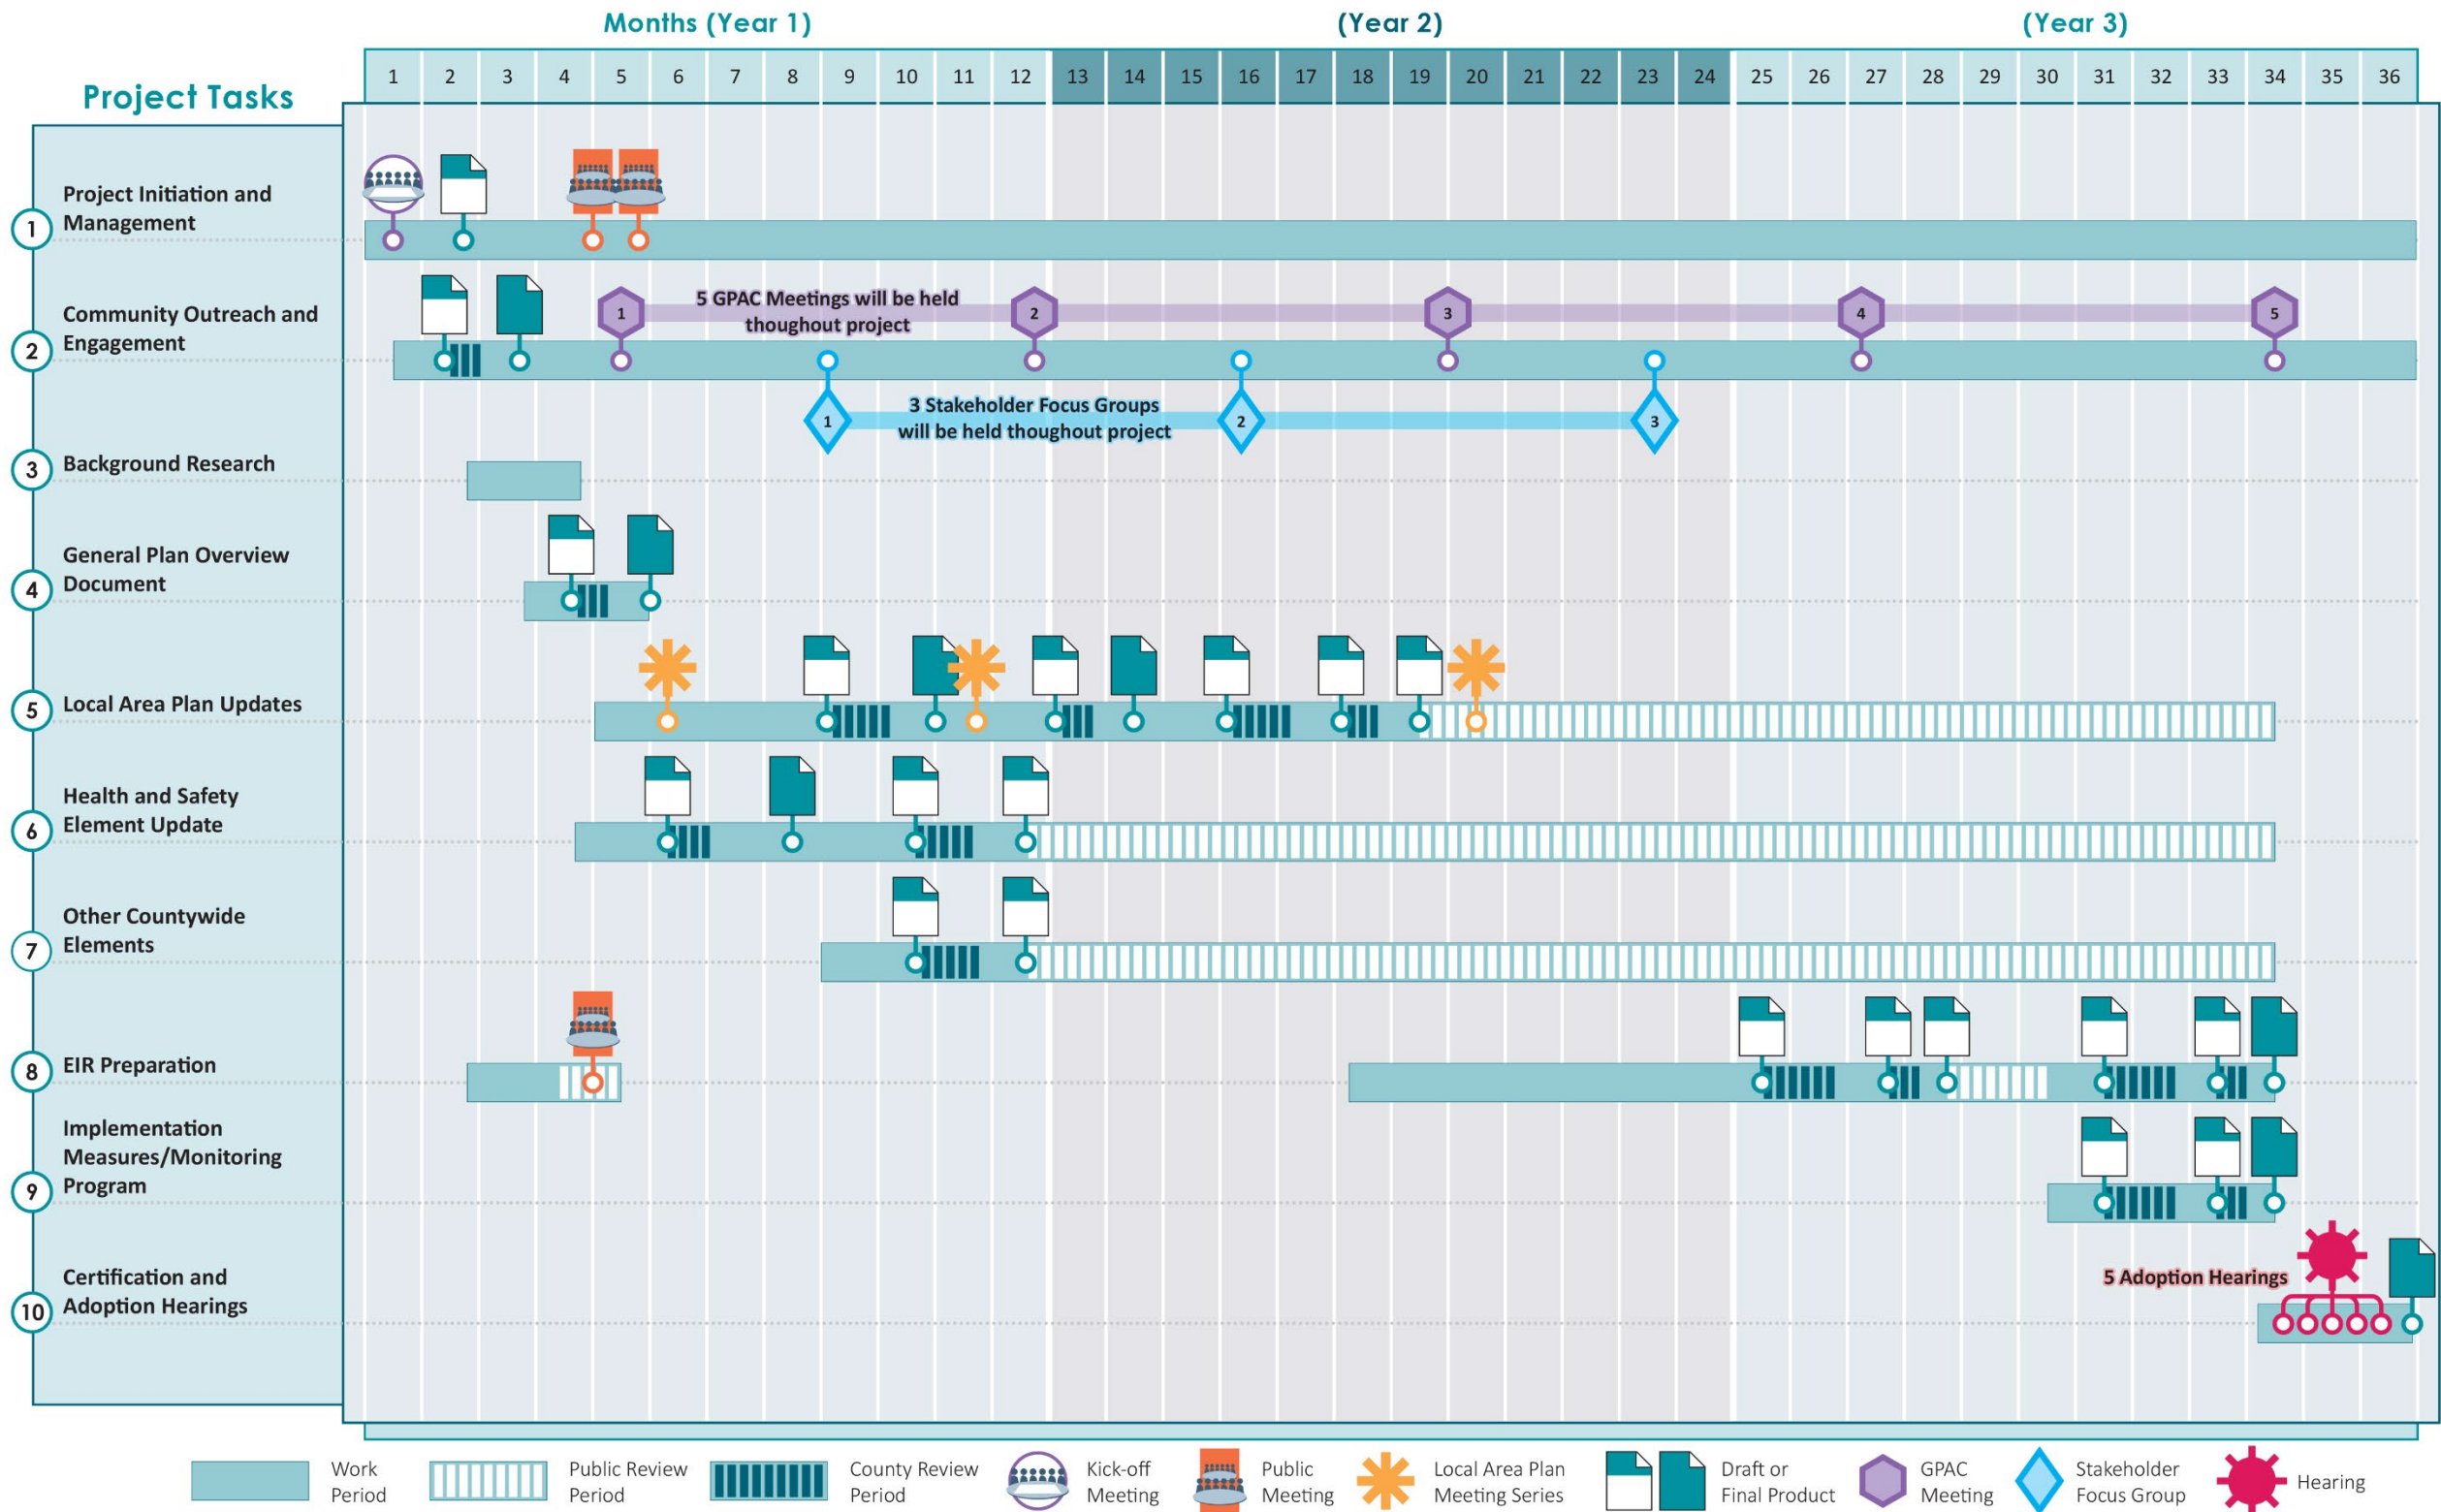 Months (Year 1)
(Year 2)
(Year 3)
1 2 3 4 5 6 7 8 9 10 11 12 13 14 15 16 17 18 19 20 21 22 23 24 25 26 27 28 29 30 31 32 33 34 35 36
Project Tasks
1
Project Initiation and
Management
2
Community Outreach and
Engagement
1
5 GPAC Meetings will be held
thoughout project
2
3
4
5
1
3 Stakeholder Focus Groups
will be held thoughout project
2
3
3
Background Research
4
General Plan Overview
Document
5
Local Area Plan Updates
6
Health and Safety
Element Update
7
Other Countywide
Elements
8
EIR Preparation
9
Implementation
Measures/Monitoring
Program
10
Certification and
Adoption Hearings
5 Adoption Hearings
Work
Period
Public Review
Period
County Review
Period
Kick-off
Meeting
Public
Meeting
Local Area Plan
Meeting Series
Draft or
Final Product
GPAC
Meeting
Stakeholder
Focus Group
Hearing